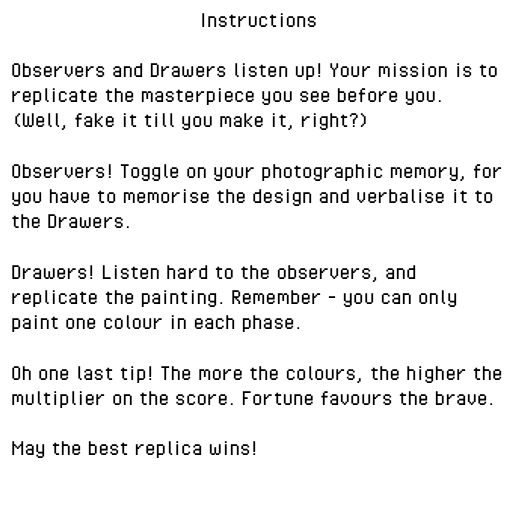 Instructions
Observers and Drawers listen up! Your mission is to
replicate the masterpiece you see before you.
(Well, fake it till you make it, right?)
Observers! Toggle on your photographic memory, for
you have to memorise the design and verbalise it to
the Drawers.
Drawers! Listen hard to the observers, and
replicate the painting. Remember - you can only
paint one colour in each phase.
Oh one last tip! The more the colours, the higher the
multiplier on the score. Fortune favours the brave.
May the best replica wins!